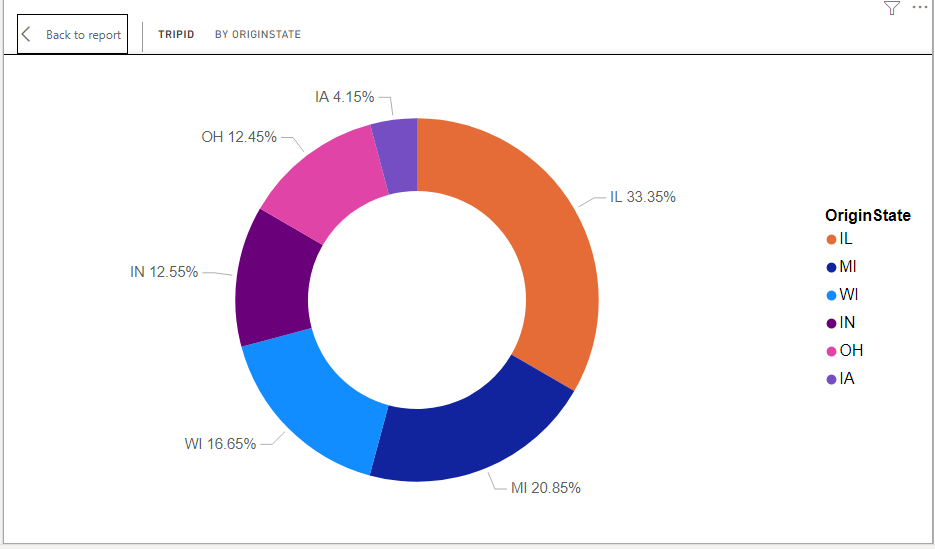 Back to report
TRIPID BY ORIGINSTATE
IA 4.15%
OH 12.45%
IL 33.35%
IN 12.55%
WI 16.65%
MI 20.85%
OriginState
IL
MI
WI
IN
OH
IA